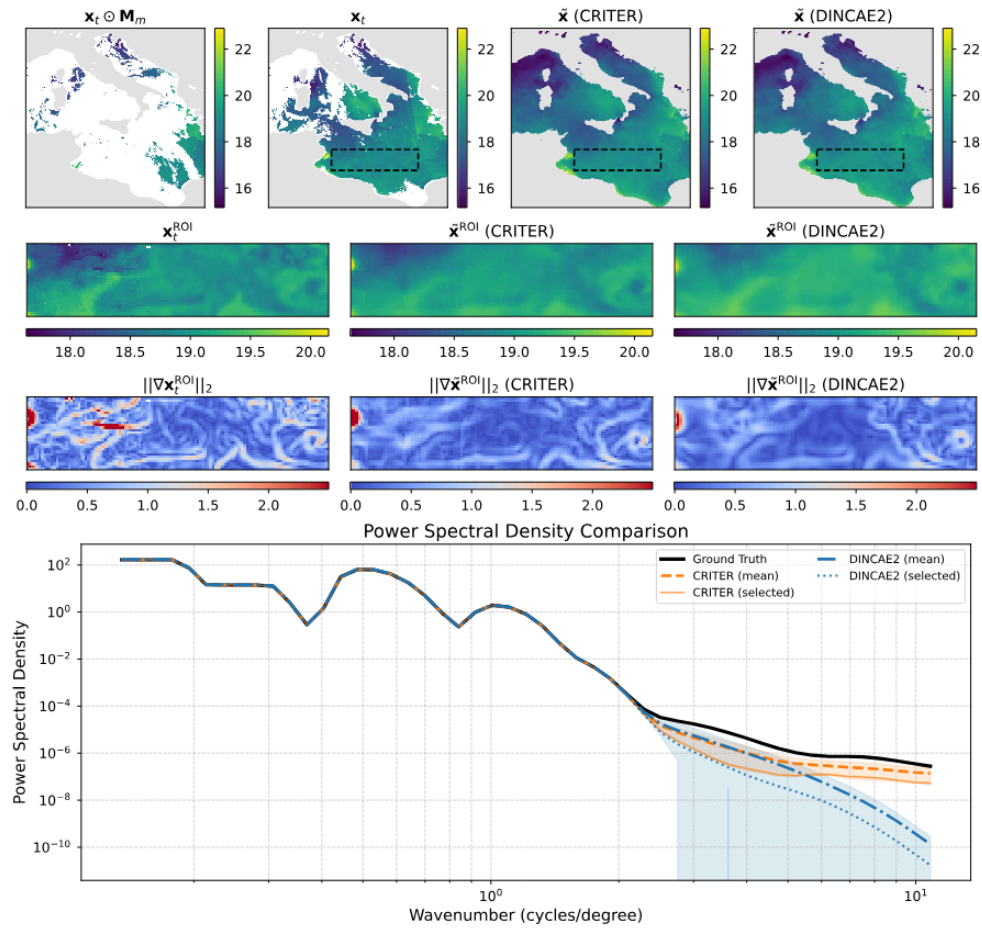 x_t ⊙ M_m
x_t
x̃ (CRITER)
x̃ (DINCAE2)
22
20
18
16
22
20
18
16
22
20
18
16
22
20
18
16
x_t^ROI
x̃^ROI (CRITER)
x̃^ROI (DINCAE2)
18.0 18.5 19.0 19.5 20.0
18.0 18.5 19.0 19.5 20.0
18.0 18.5 19.0 19.5 20.0
||∇x_t^ROI||_2
||∇x̃^ROI||_2 (CRITER)
||∇x̃^ROI||_2 (DINCAE2)
0.0 0.5 1.0 1.5 2.0
0.0 0.5 1.0 1.5 2.0
0.0 0.5 1.0 1.5 2.0
Power Spectral Density Comparison
Power Spectral Density
10^2
10^0
10^−2
10^−4
10^−6
10^−8
10^−10
Ground Truth
CRITER (mean)
CRITER (selected)
DINCAE2 (mean)
DINCAE2 (selected)
10^0
10^1
Wavenumber (cycles/degree)